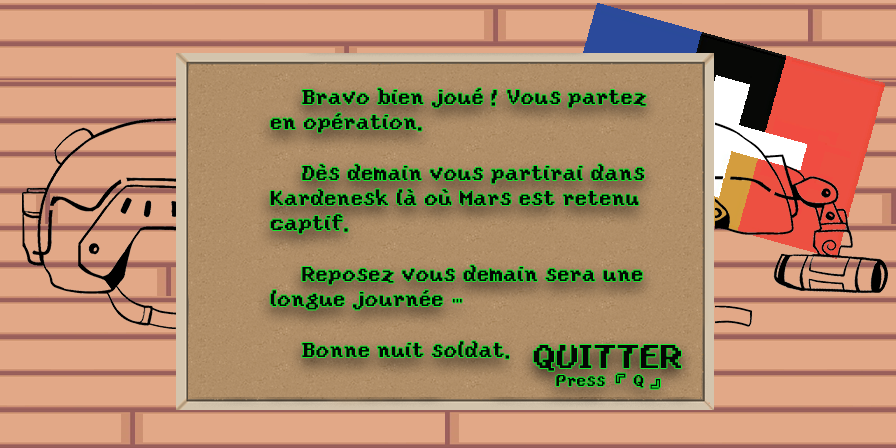 Bravo bien joué ! Vous partez
en opération.
Dès demain vous partirai dans
Kardenesk là où Mars est retenu
captif.
Reposez vous demain sera une
longue journée …
Bonne nuit soldat.
QUITTER
Press『 Q 』